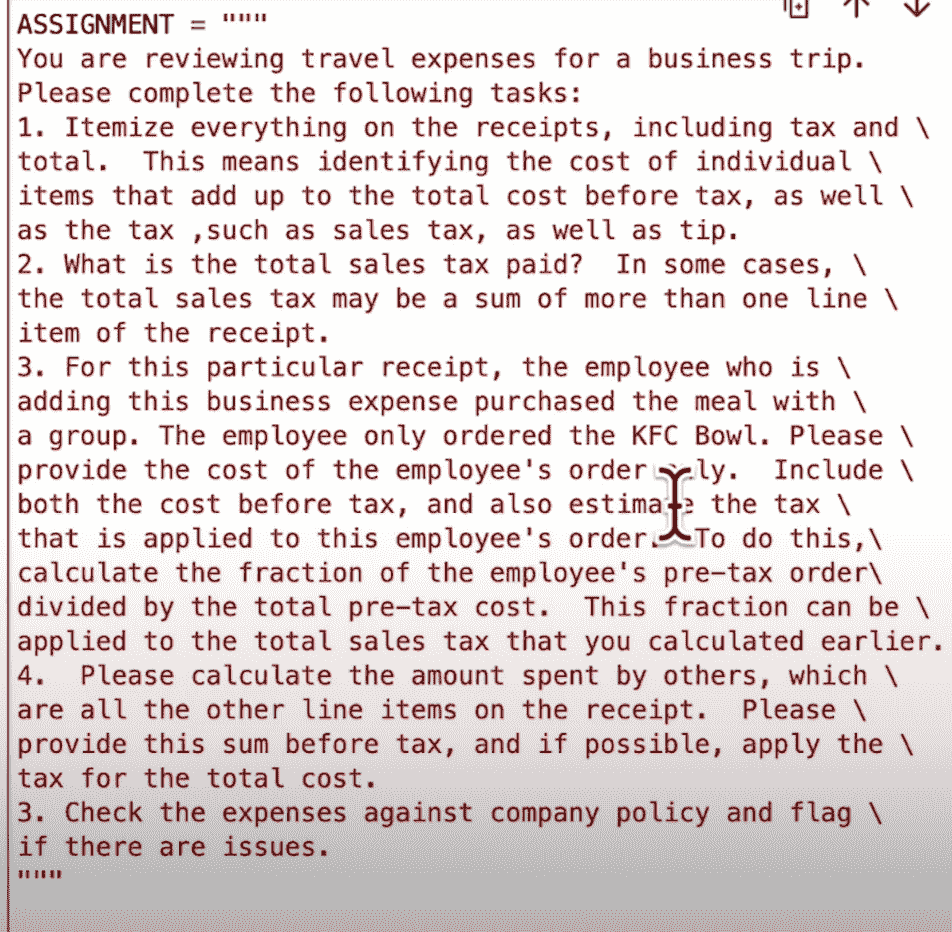 ASSIGNMENT = """
You are reviewing travel expenses for a business trip.
Please complete the following tasks:
1. Itemize everything on the receipts, including tax and \
total.  This means identifying the cost of individual \
items that add up to the total cost before tax, as well \
as the tax ,such as sales tax, as well as tip.
2. What is the total sales tax paid?  In some cases, \
the total sales tax may be a sum of more than one line \
item of the receipt.
3. For this particular receipt, the employee who is \
adding this business expense purchased the meal with \
a group. The employee only ordered the KFC Bowl. Please \
provide the cost of the employee's order ly.  Include \
both the cost before tax, and also estimate the tax \
that is applied to this employee's order.  To do this,\
calculate the fraction of the employee's pre-tax order\
divided by the total pre-tax cost.  This fraction can be \
applied to the total sales tax that you calculated earlier.
4.  Please calculate the amount spent by others, which \
are all the other line items on the receipt.  Please \
provide this sum before tax, and if possible, apply the \
tax for the total cost.
3. Check the expenses against company policy and flag \
if there are issues.
"""